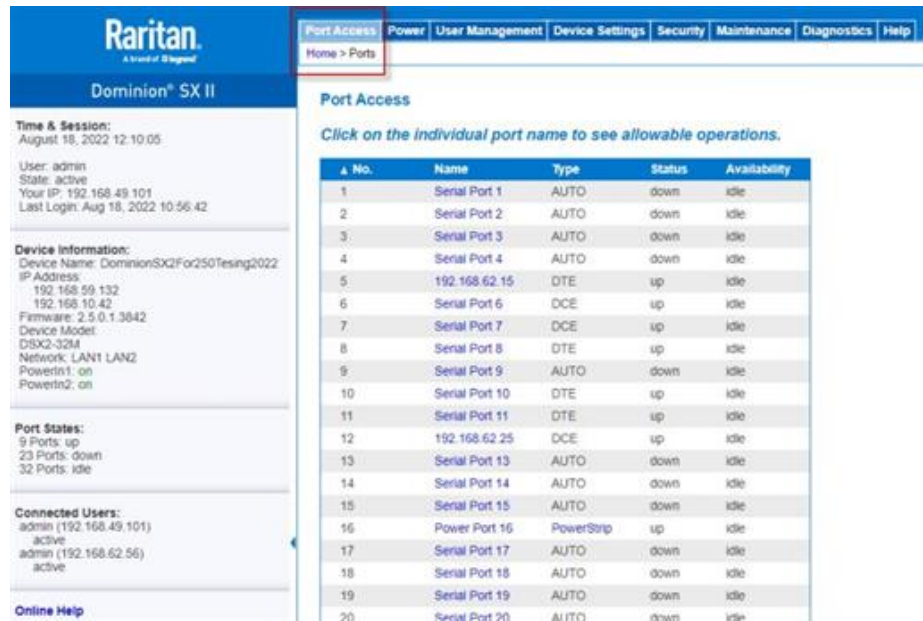 Raritan.
A brand of legrand
Dominion® SX II
Time & Session:
August 18, 2022 12:10:05
User: admin
State: active
Your IP: 192.168.49.101
Last Login: Aug 18, 2022 10:56:42
Device Information:
Device Name: DominionSX2For250Tesing2022
IP Address:
192.168.59.132
192.168.10.42
Firmware: 2.5.0.1.3842
Device Model:
DSX2-32M
Network: LAN1 LAN2
PowerIn1: on
PowerIn2: on
Port States:
9 Ports: up
23 Ports: down
32 Ports: idle
Connected Users:
admin (192.168.49.101)
active
admin (192.168.62.56)
active
Online Help
Port Access Power User Management Device Settings Security Maintenance Diagnostics Help
Home > Ports
Port Access
Click on the individual port name to see allowable operations.
▲ No. Name Type Status Availability
1 Serial Port 1 AUTO down idle
2 Serial Port 2 AUTO down idle
3 Serial Port 3 AUTO down idle
4 Serial Port 4 AUTO down idle
5 192.168.62.15 DTE up idle
6 Serial Port 6 DCE up idle
7 Serial Port 7 DCE up idle
8 Serial Port 8 DTE up idle
9 Serial Port 9 AUTO down idle
10 Serial Port 10 DTE up idle
11 Serial Port 11 DTE up idle
12 192.168.62.25 DCE up idle
13 Serial Port 13 AUTO down idle
14 Serial Port 14 AUTO down idle
15 Serial Port 15 AUTO down idle
16 Power Port 16 PowerStrip up idle
17 Serial Port 17 AUTO down idle
18 Serial Port 18 AUTO down idle
19 Serial Port 19 AUTO down idle
20 Serial Port 20 AUTO down idle